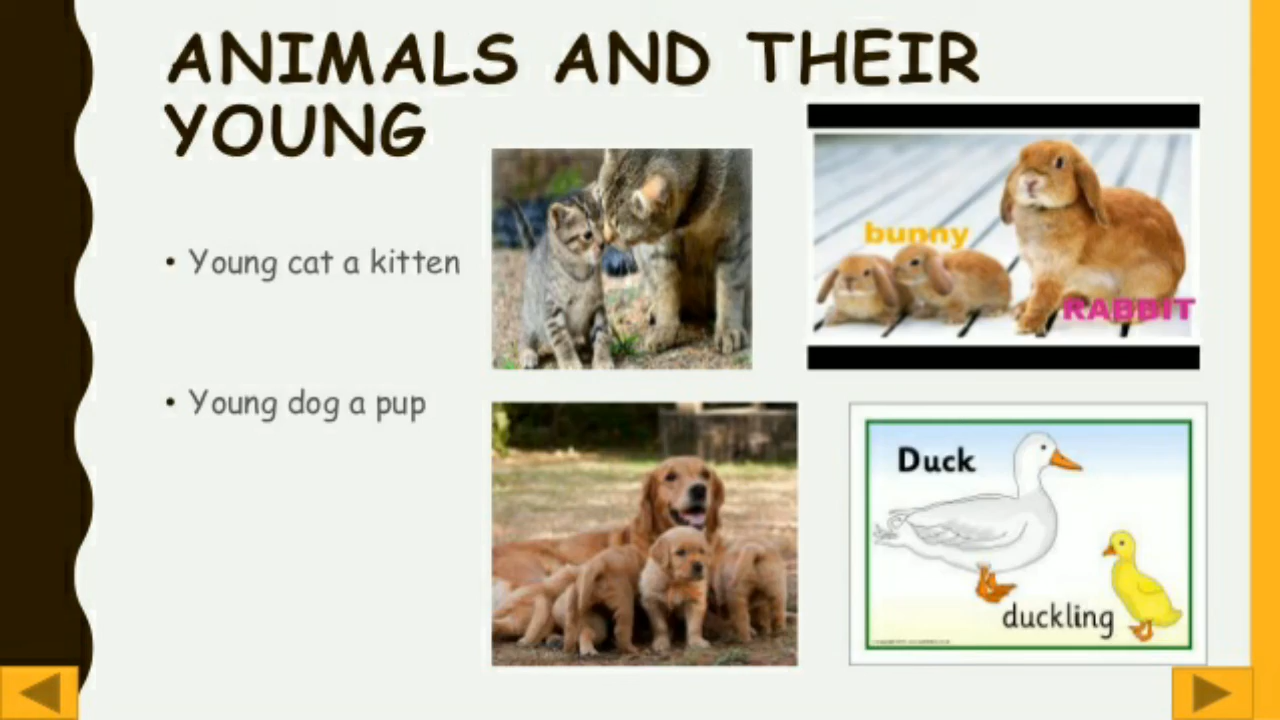 ANIMALS AND THEIR
YOUNG
• Young cat a kitten
• Young dog a pup
bunny
RABBIT
Duck
duckling